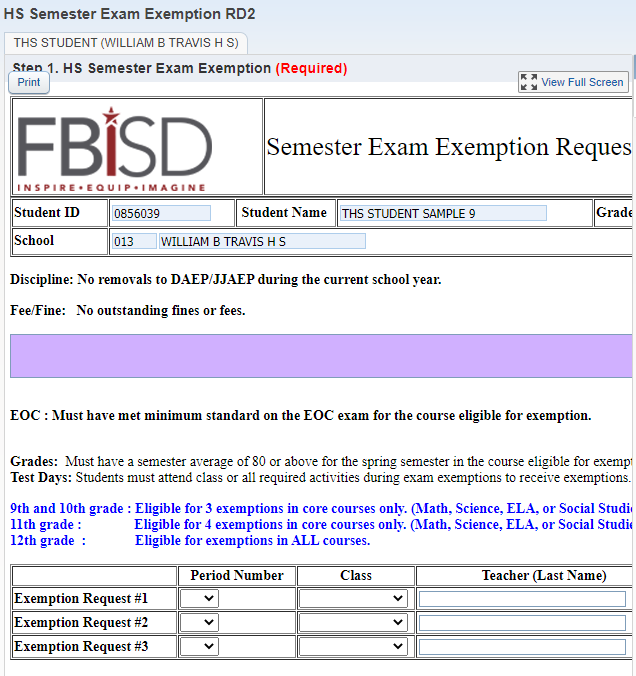 HS Semester Exam Exemption RD2
THS STUDENT (WILLIAM B TRAVIS H S)
Step 1. HS Semester Exam Exemption (Required)
Print
View Full Screen
FBISD
INSPIRE•EQUIP•IMAGINE
Semester Exam Exemption Reques
Student ID 0856039 Student Name THS STUDENT SAMPLE 9 Grade
School 013 WILLIAM B TRAVIS H S
Discipline: No removals to DAEP/JJAEP during the current school year.
Fee/Fine: No outstanding fines or fees.
EOC : Must have met minimum standard on the EOC exam for the course eligible for exemption.
Grades: Must have a semester average of 80 or above for the spring semester in the course eligible for exempt
Test Days: Students must attend class or all required activities during exam exemptions to receive exemptions.
9th and 10th grade : Eligible for 3 exemptions in core courses only. (Math, Science, ELA, or Social Studie
11th grade : Eligible for 4 exemptions in core courses only. (Math, Science, ELA, or Social Studie
12th grade : Eligible for exemptions in ALL courses.
Period Number Class Teacher (Last Name)
Exemption Request #1
Exemption Request #2
Exemption Request #3